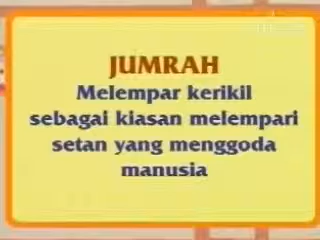 JUMRAH
Melempar kerikil
sebagai kiasan melempari
setan yang menggoda
manusia